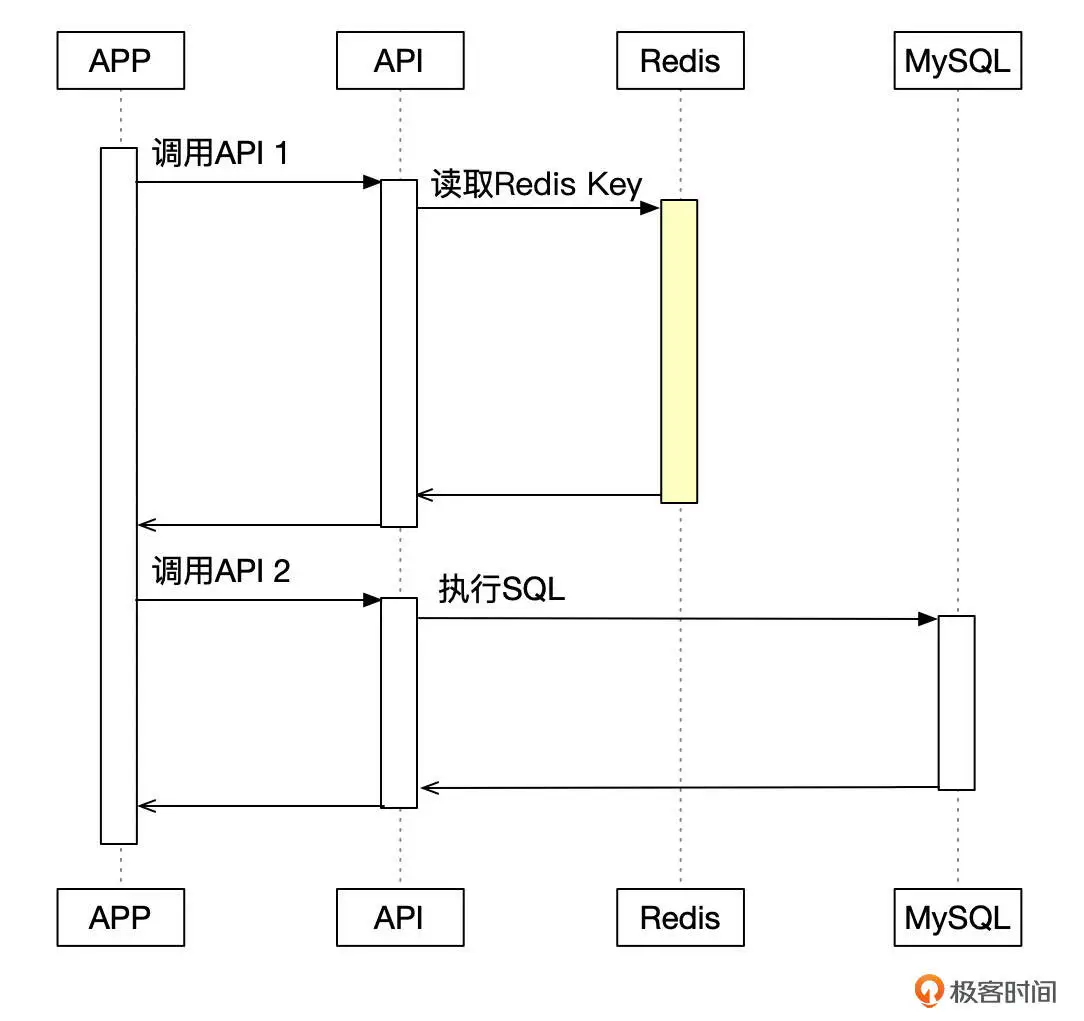 APP
API
Redis
MySQL
调用API 1
读取Redis Key
调用API 2
执行SQL
APP
API
Redis
MySQL
极客时间